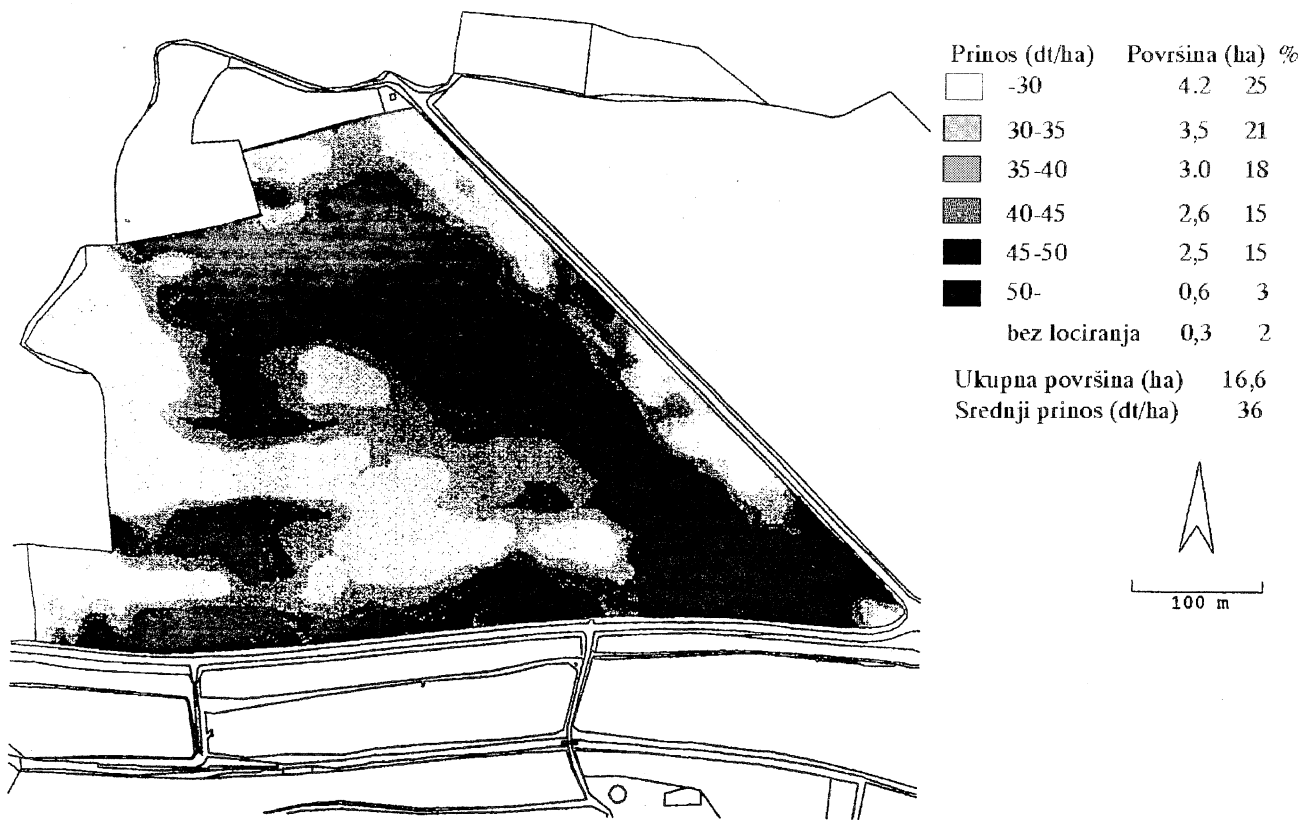 Prinos (dt/ha) Površina (ha) %
-30 4.2 25
30-35 3,5 21
35-40 3.0 18
40-45 2,6 15
45-50 2,5 15
50- 0,6 3
bez lociranja 0,3 2
Ukupna površina (ha) 16,6
Srednji prinos (dt/ha) 36
100 m